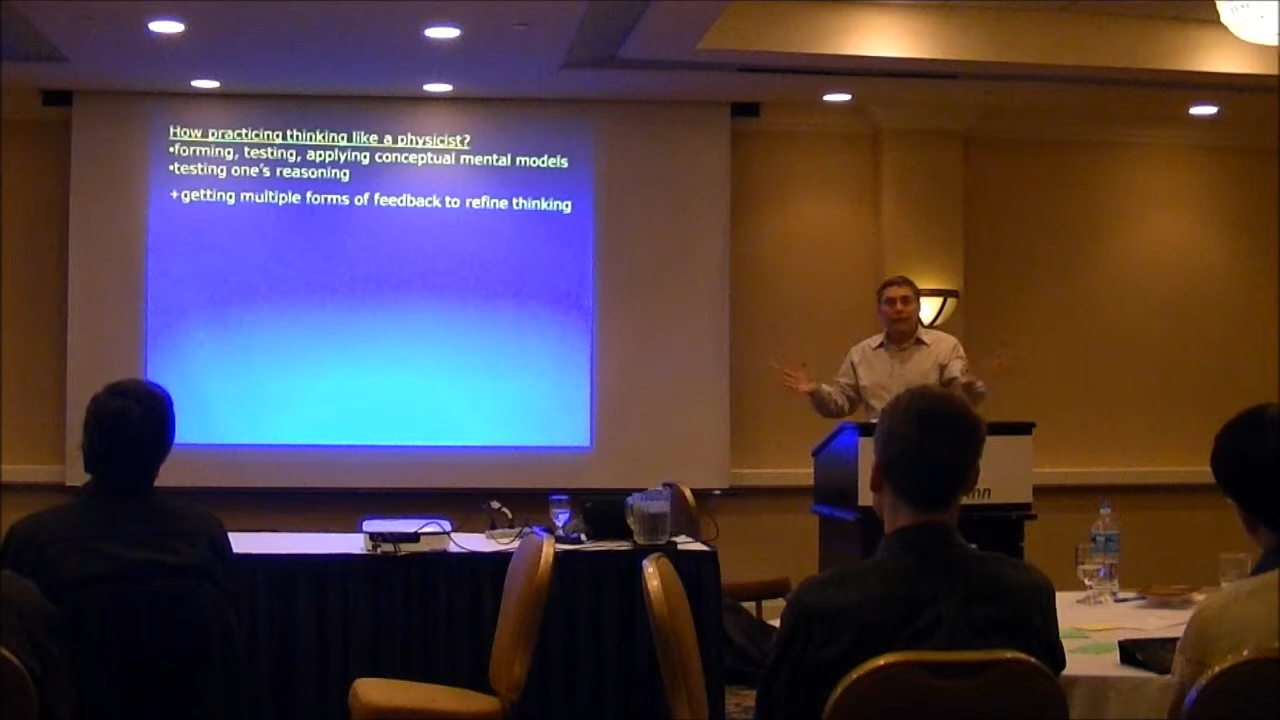 How practicing thinking like a physicist?
•forming, testing, applying conceptual mental models
•testing one's reasoning
+getting multiple forms of feedback to refine thinking